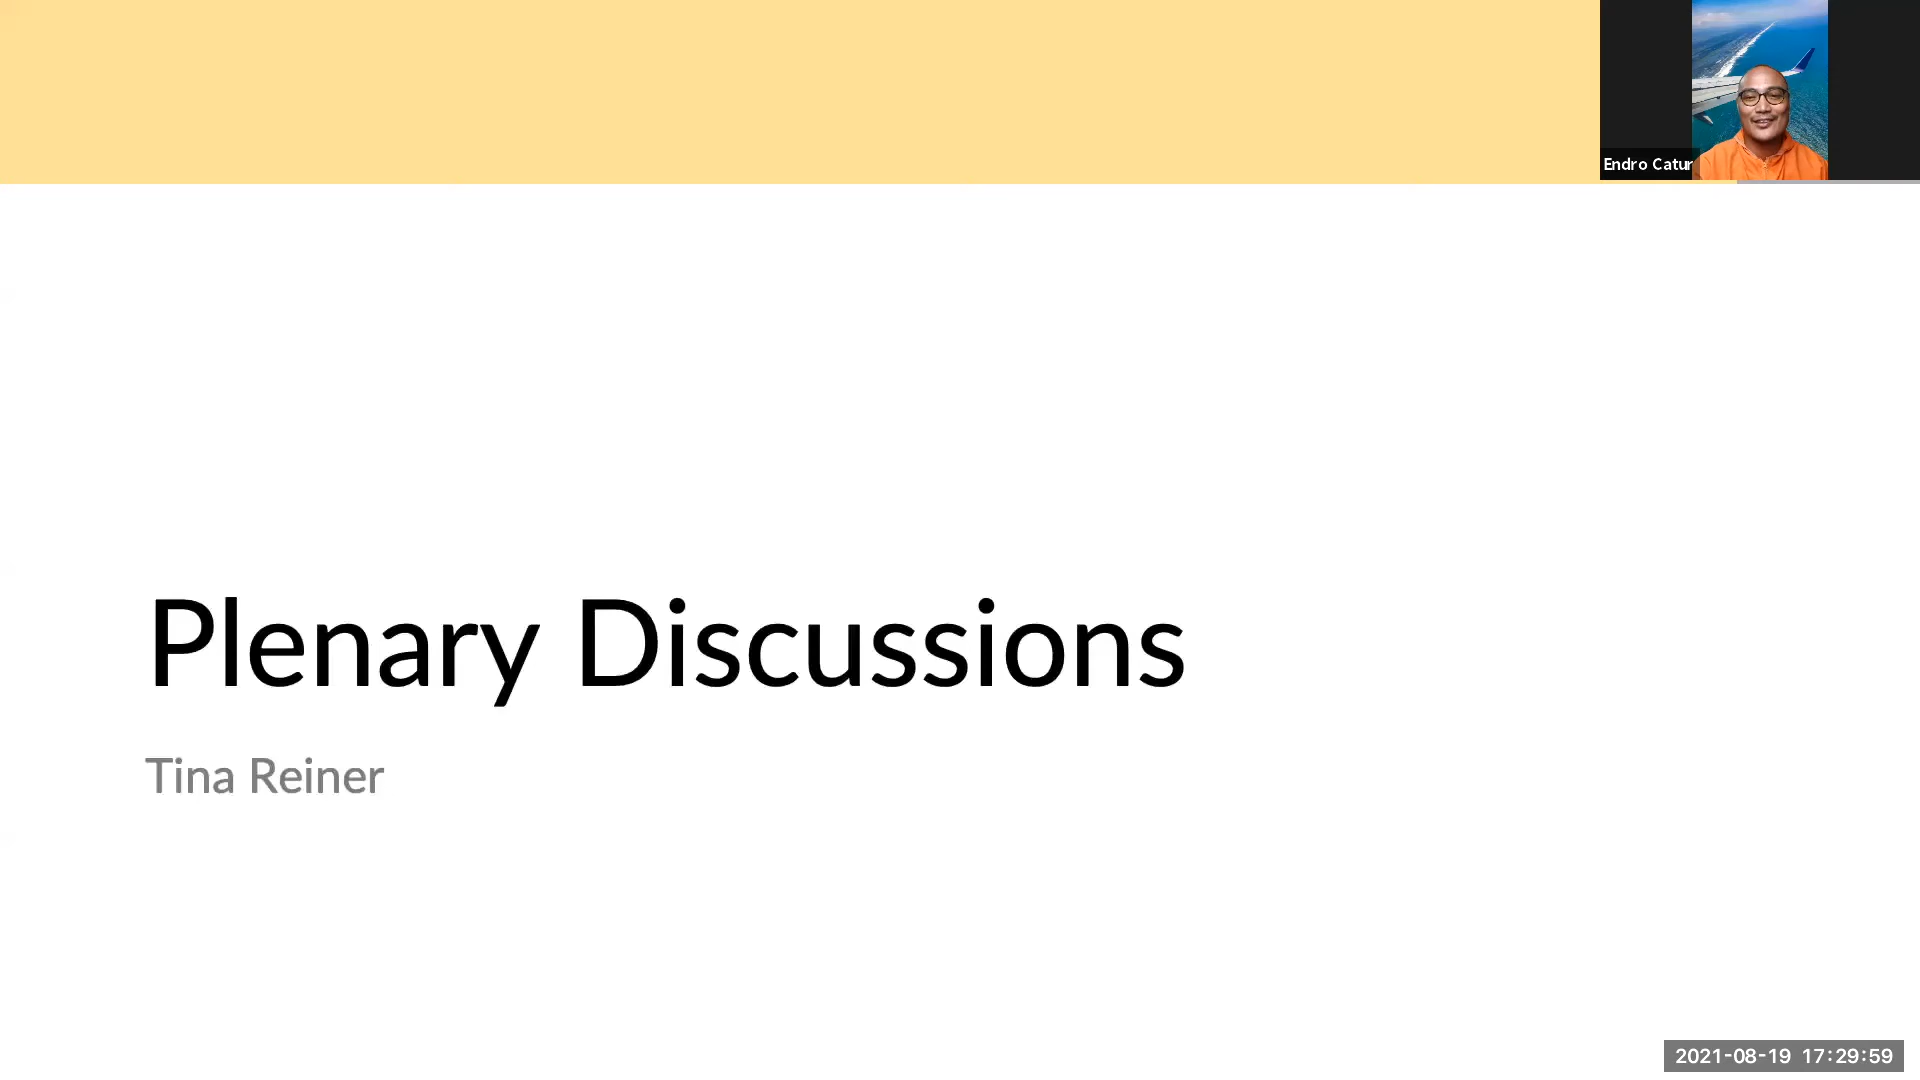 Endro Catur
Plenary Discussions
Tina Reiner
2021-08-19 17:29:59